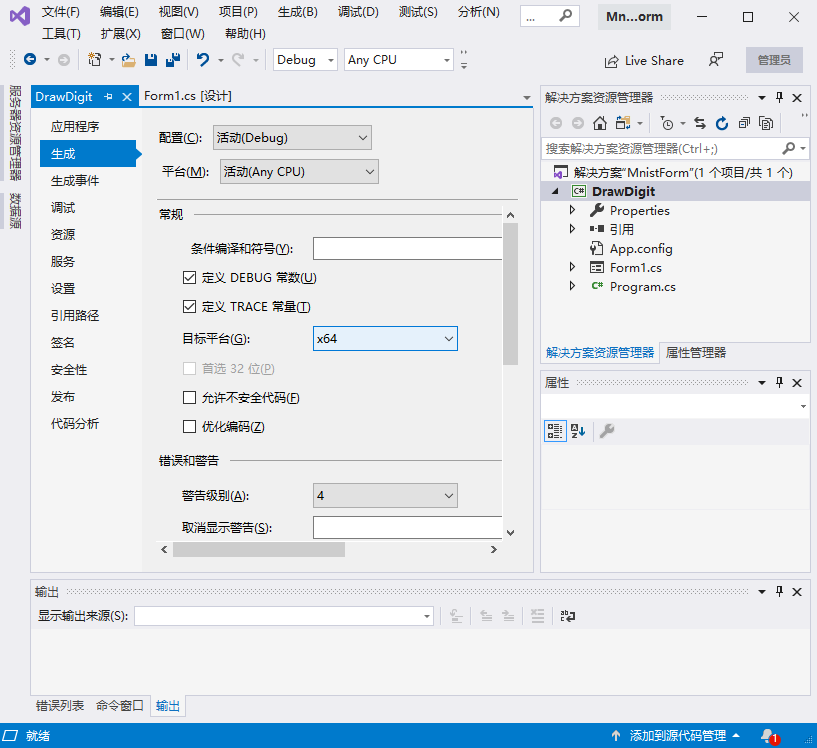 文件(F) 编辑(E) 视图(V) 项目(P) 生成(B) 调试(D) 测试(S) 分析(N) ... Mn...orm
工具(T) 扩展(X) 窗口(W) 帮助(H)
Debug Any CPU Live Share 管理员
服务器资源管理器
数据源
DrawDigit Form1.cs [设计]
应用程序
生成
生成事件
调试
资源
服务
设置
引用路径
签名
安全性
发布
代码分析
配置(C): 活动(Debug)
平台(M): 活动(Any CPU)
常规
条件编译和符号(Y):
定义 DEBUG 常数(U)
定义 TRACE 常量(T)
目标平台(G): x64
首选 32 位(P)
允许不安全代码(F)
优化编码(Z)
错误和警告
警告级别(A): 4
取消显示警告(S):
解决方案资源管理器
搜索解决方案资源管理器(Ctrl+;)
解决方案"MnistForm"(1 个项目/共 1 个)
C# DrawDigit
Properties
引用
App.config
Form1.cs
C# Program.cs
解决方案资源管理器 属性管理器
属性
输出
显示输出来源(S):
错误列表 命令窗口 输出
就绪 添加到源代码管理 1